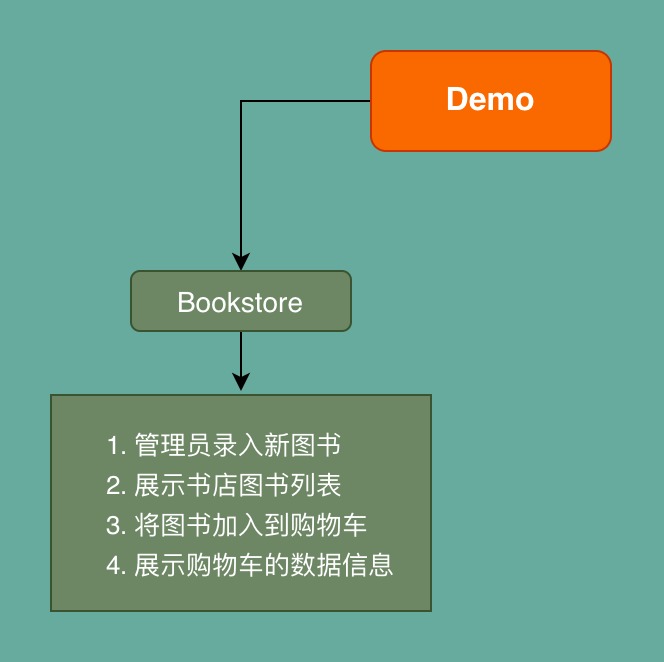 Demo
Bookstore
1. 管理员录入新图书
2. 展示书店图书列表
3. 将图书加入到购物车
4. 展示购物车的数据信息